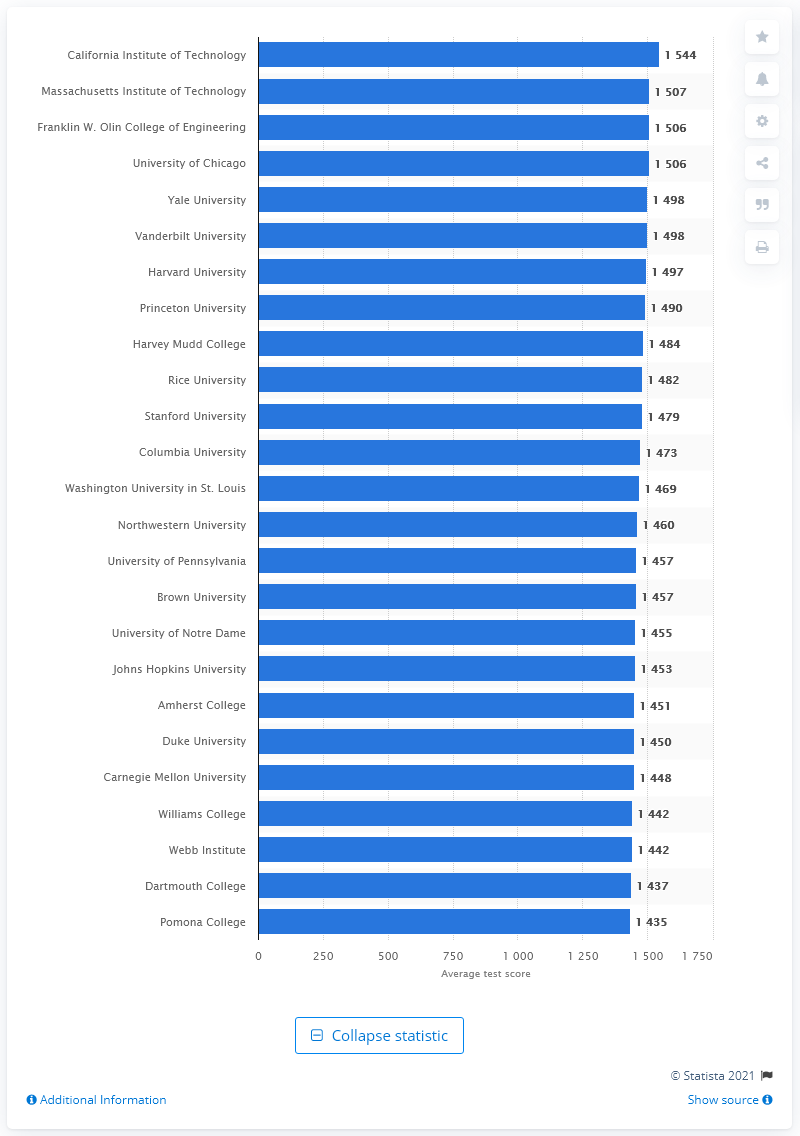 California Institute of Technology 1 544
Massachusetts Institute of Technology 1 507
Franklin W. Olin College of Engineering 1 506
University of Chicago 1 506
Yale University 1 498
Vanderbilt University 1 498
Harvard University 1 497
Princeton University 1 490
Harvey Mudd College 1 484
Rice University 1 482
Stanford University 1 479
Columbia University 1 473
Washington University in St. Louis 1 469
Northwestern University 1 460
University of Pennsylvania 1 457
Brown University 1 457
University of Notre Dame 1 455
Johns Hopkins University 1 453
Amherst College 1 451
Duke University 1 450
Carnegie Mellon University 1 448
Williams College 1 442
Webb Institute 1 442
Dartmouth College 1 437
Pomona College 1 435
0 250 500 750 1 000 1 250 1 500 1 750
Average test score
Collapse statistic
© Statista 2021
Additional Information Show source